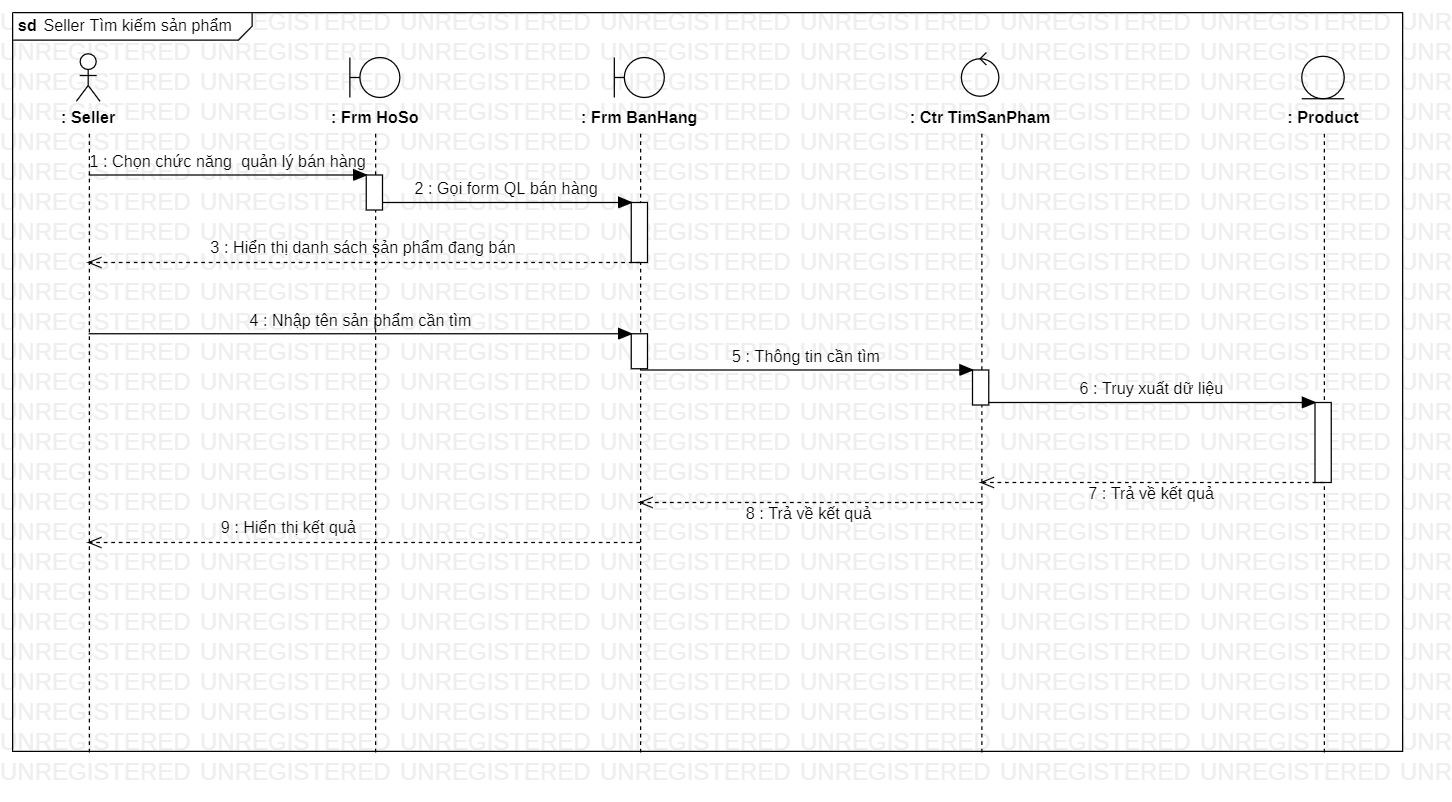 sd Seller Tìm kiếm sản phẩm
: Seller
: Frm HoSo
: Frm BanHang
: Ctr TimSanPham
: Product
1 : Chọn chức năng  quản lý bán hàng
2 : Gọi form QL bán hàng
3 : Hiển thị danh sách sản phẩm đang bán
4 : Nhập tên sản phẩm cần tìm
5 : Thông tin cần tìm
6 : Truy xuất dữ liệu
7 : Trả về kết quả
8 : Trả về kết quả
9 : Hiển thị kết quả
UNREGISTERED